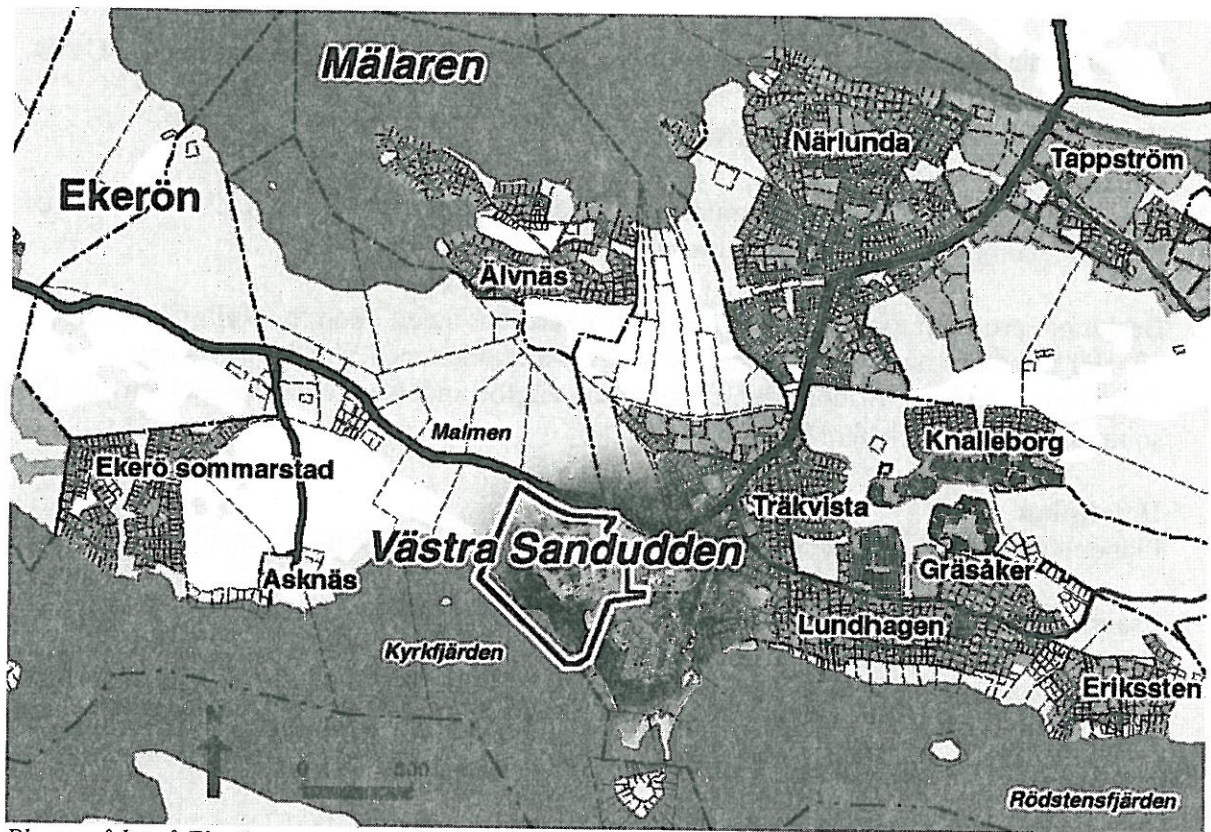 Mälaren
Närlunda
Tappström
Ekerön
Älvnäs
Malmen
Knalleborg
Ekerö sommarstad
Träkvista
Västra Sandudden
Asknäs
Gräsåker
Lundhagen
Kyrkfjärden
Erikssten
N
0
Rödstensfjärden